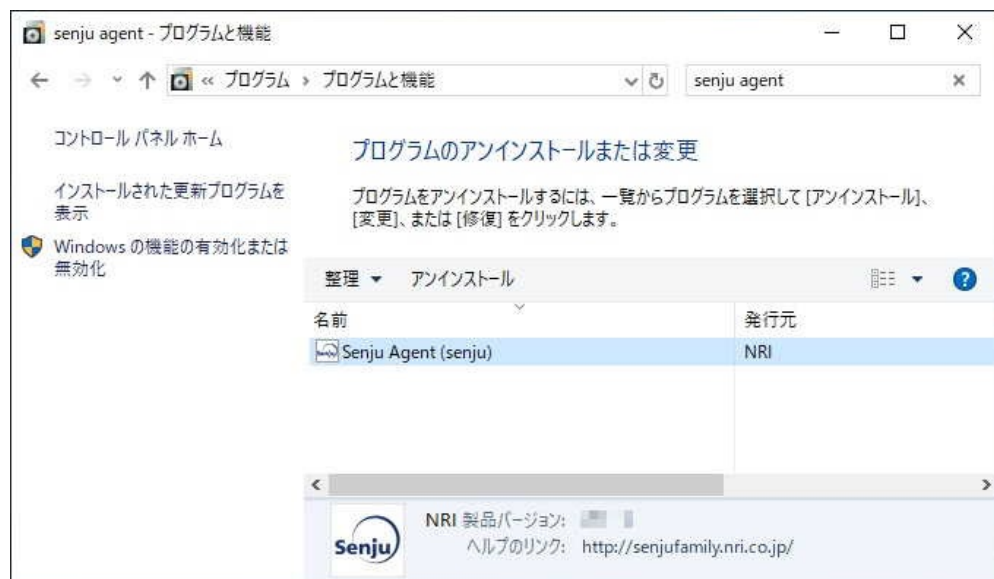 senju agent - プログラムと機能
« プログラム › プログラムと機能
senju agent
コントロール パネル ホーム
インストールされた更新プログラムを
表示
Windows の機能の有効化または
無効化
プログラムのアンインストールまたは変更
プログラムをアンインストールするには、一覧からプログラムを選択して [アンインストール]、
[変更]、または [修復] をクリックします。
整理 アンインストール
名前 発行元
Senju Agent (senju) NRI
Senju
NRI 製品バージョン:
ヘルプのリンク: http://senjufamily.nri.co.jp/